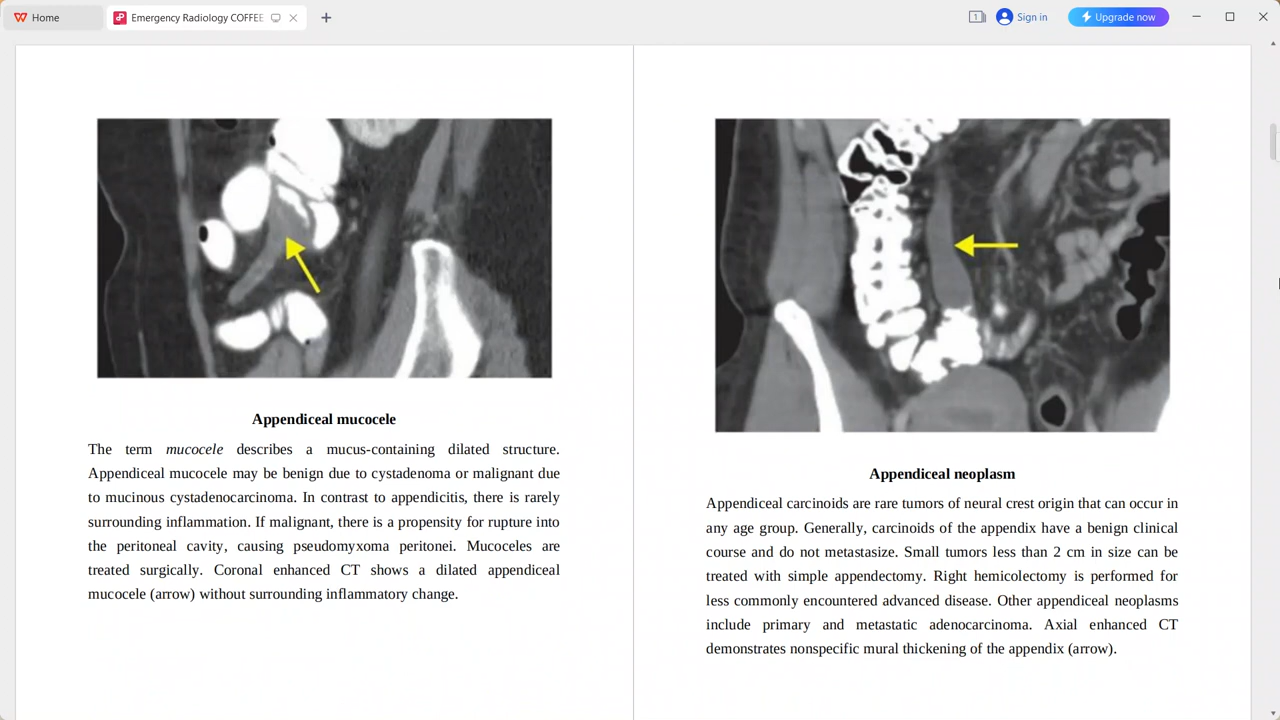 Home
Emergency Radiology COFFEE
1
Sign in
Upgrade now
Appendiceal mucocele
The term mucocele describes a mucus-containing dilated structure.
Appendiceal mucocele may be benign due to cystadenoma or malignant due
to mucinous cystadenocarcinoma. In contrast to appendicitis, there is rarely
surrounding inflammation. If malignant, there is a propensity for rupture into
the peritoneal cavity, causing pseudomyxoma peritonei. Mucoceles are
treated surgically. Coronal enhanced CT shows a dilated appendiceal
mucocele (arrow) without surrounding inflammatory change.
Appendiceal neoplasm
Appendiceal carcinoids are rare tumors of neural crest origin that can occur in
any age group. Generally, carcinoids of the appendix have a benign clinical
course and do not metastasize. Small tumors less than 2 cm in size can be
treated with simple appendectomy. Right hemicolectomy is performed for
less commonly encountered advanced disease. Other appendiceal neoplasms
include primary and metastatic adenocarcinoma. Axial enhanced CT
demonstrates nonspecific mural thickening of the appendix (arrow).